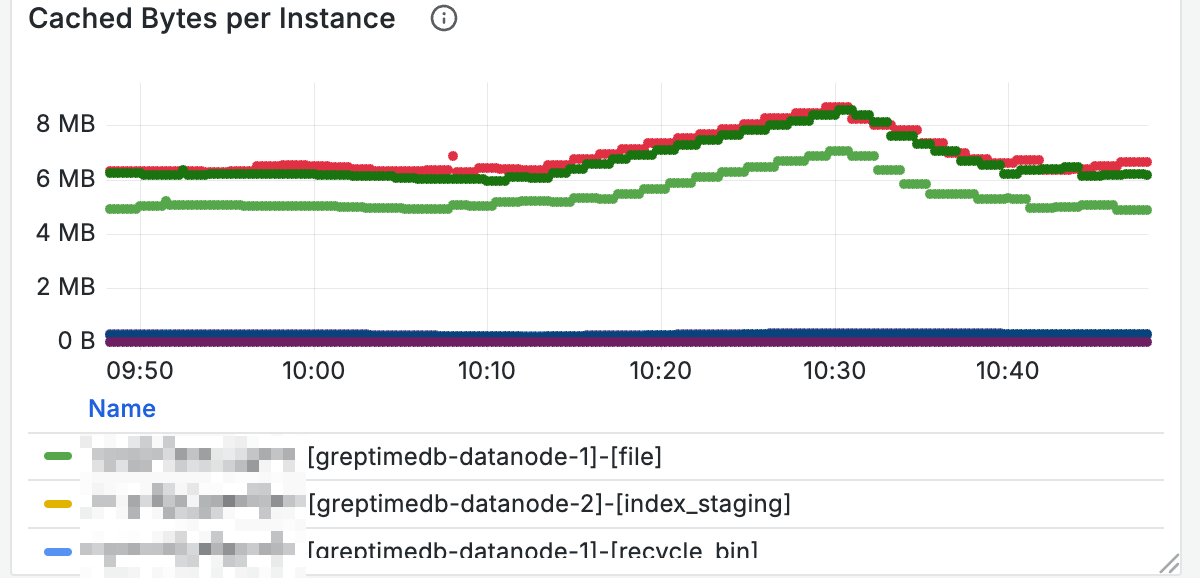 Cached Bytes per Instance
8 MB
6 MB
4 MB
2 MB
0 B
09:50 10:00 10:10 10:20 10:30 10:40
Name
[greptimedb-datanode-1]-[file]
[greptimedb-datanode-2]-[index_staging]
[greptimedb-datanode-1]-[recycle_bin]